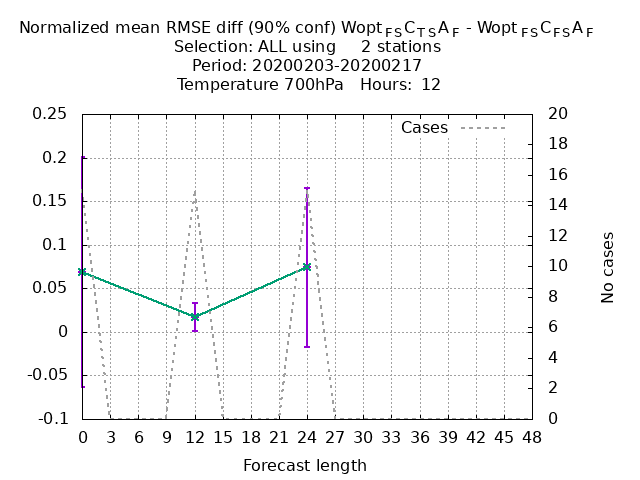 Normalized mean RMSE diff (90% conf) Wopt FS C TS A F - Wopt FS C FS A F
Selection: ALL using 2 stations
Period: 20200203-20200217
Temperature 700hPa Hours: 12
Cases
0.25
0.2
0.15
0.1
0.05
0
-0.05
-0.1
20
18
16
14
12
10
8
6
4
2
0
No cases
0 3 6 9 12 15 18 21 24 27 30 33 36 39 42 45 48
Forecast length